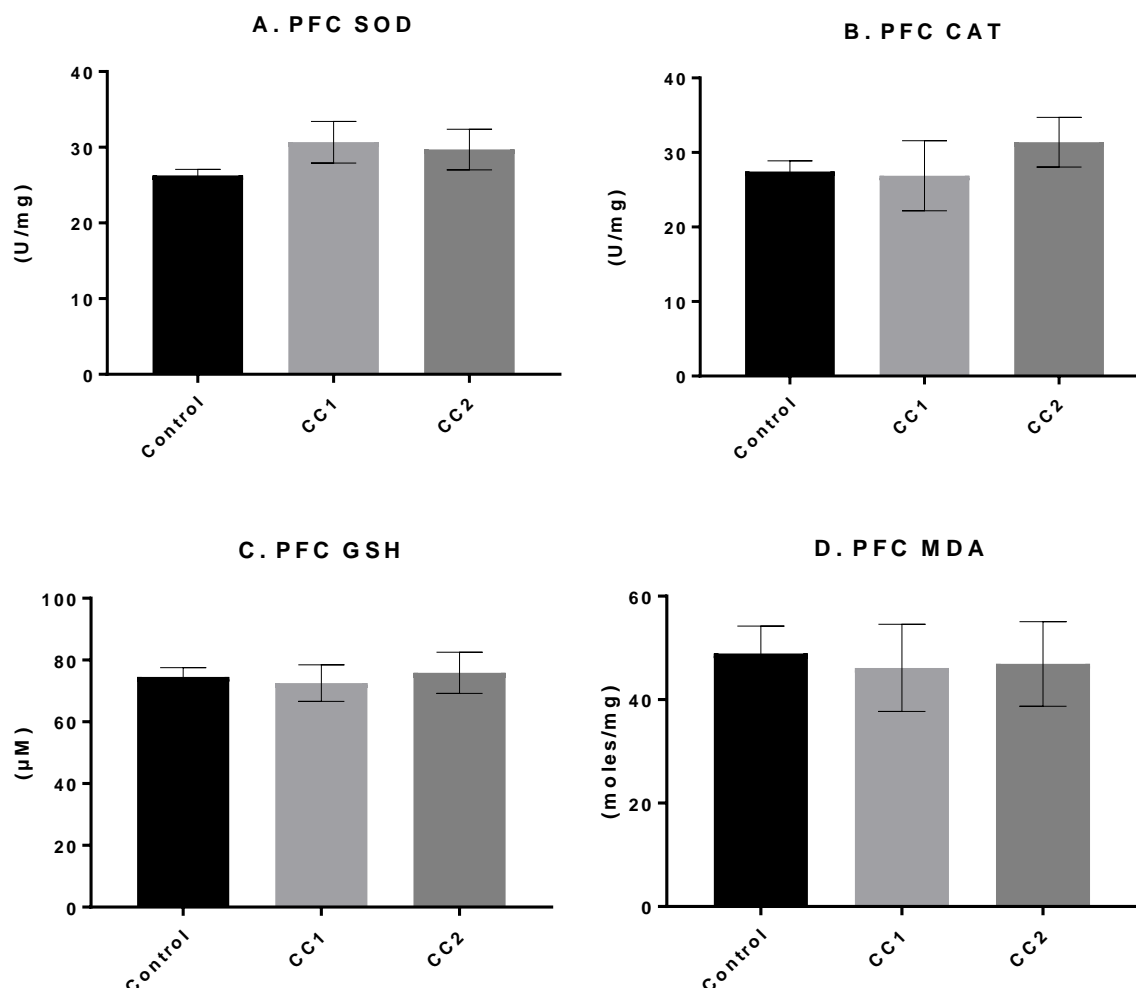 A. PFC SOD
(U/mg)
40
30
20
10
0
Control
CC1
CC2
B. PFC CAT
(U/mg)
40
30
20
10
0
Control
CC1
CC2
C. PFC GSH
(µM)
100
80
60
40
20
0
Control
CC1
CC2
D. PFC MDA
(moles/mg)
60
40
20
0
Control
CC1
CC2